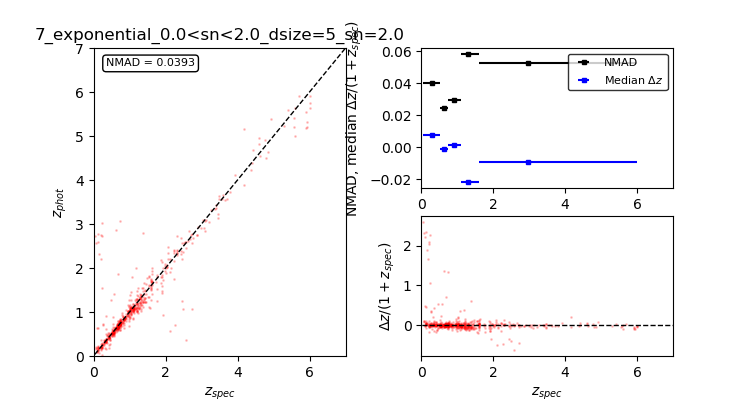 7_exponential_0.0<sn<2.0_dsize=5_sn=2.0
NMAD = 0.0393
z_phot
7
6
5
4
3
2
1
0
0 2 4 6
z_spec
NMAD, median Δz/(1 + z_spec)
0.06
0.04
0.02
0.00
−0.02
NMAD
Median Δz
0 2 4 6
Δz/(1 + z_spec)
2
1
0
0 2 4 6
z_spec